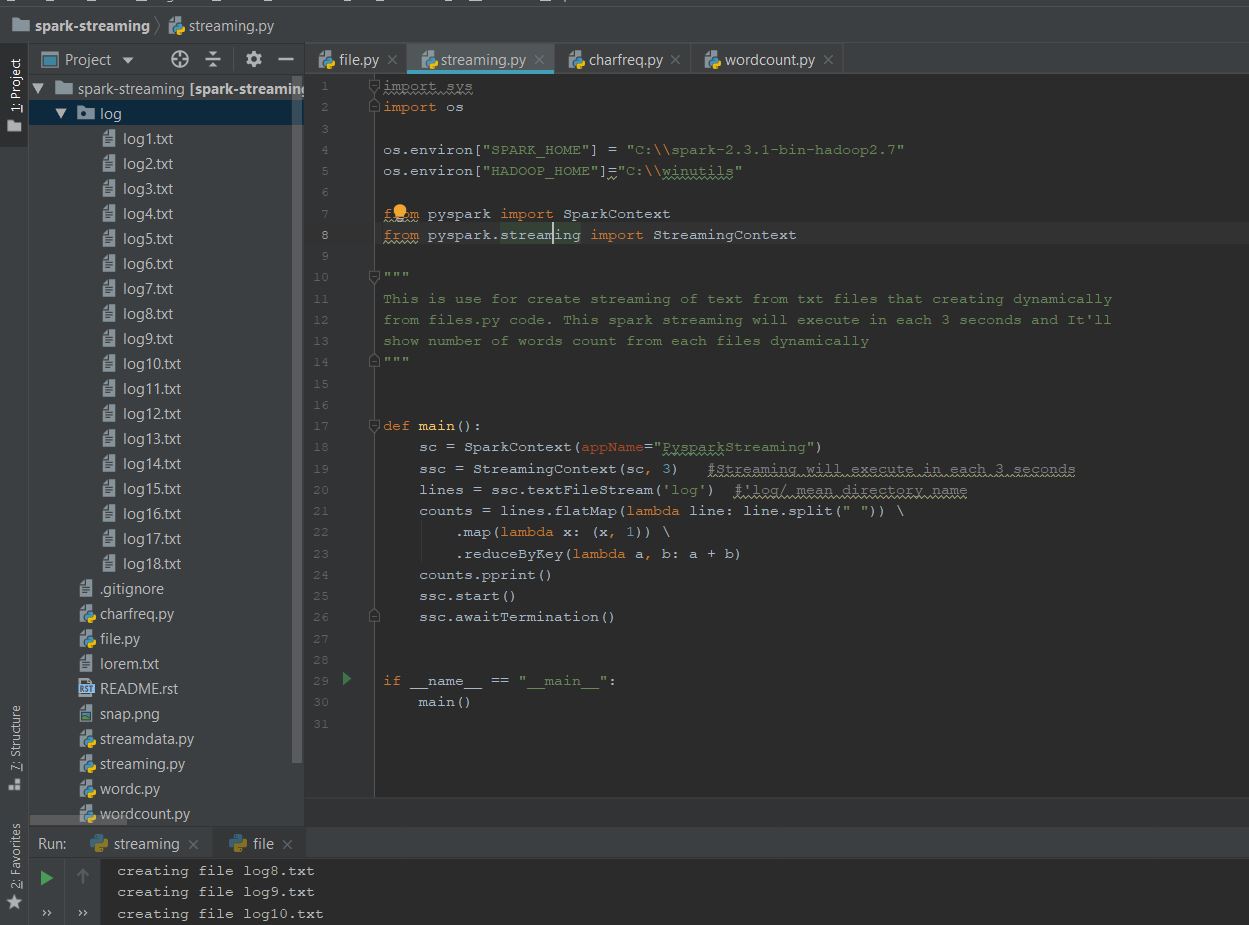 spark-streaming streaming.py
1: Project
Project
file.py streaming.py charfreq.py wordcount.py
spark-streaming [spark-streaming
log
log1.txt
log2.txt
log3.txt
log4.txt
log5.txt
log6.txt
log7.txt
log8.txt
log9.txt
log10.txt
log11.txt
log12.txt
log13.txt
log14.txt
log15.txt
log16.txt
log17.txt
log18.txt
.gitignore
charfreq.py
file.py
lorem.txt
README.rst
snap.png
streamdata.py
streaming.py
wordc.py
wordcount.py
7: Structure
2: Favorites
1 import sys
2 import os
3
4 os.environ["SPARK_HOME"] = "C:\\spark-2.3.1-bin-hadoop2.7"
5 os.environ["HADOOP_HOME"]="C:\\winutils"
6
7 from pyspark import SparkContext
8 from pyspark.streaming import StreamingContext
9
10 """
11 This is use for create streaming of text from txt files that creating dynamically
12 from files.py code. This spark streaming will execute in each 3 seconds and It'll
13 show number of words count from each files dynamically
14 """
15
16
17 def main():
18 sc = SparkContext(appName="PysparkStreaming")
19 ssc = StreamingContext(sc, 3) #Streaming will execute in each 3 seconds
20 lines = ssc.textFileStream('log') #'log/ mean directory name
21 counts = lines.flatMap(lambda line: line.split(" ")) \
22 .map(lambda x: (x, 1)) \
23 .reduceByKey(lambda a, b: a + b)
24 counts.pprint()
25 ssc.start()
26 ssc.awaitTermination()
27
28
29 if __name__ == "__main__":
30 main()
31
Run: streaming file
creating file log8.txt
creating file log9.txt
creating file log10.txt